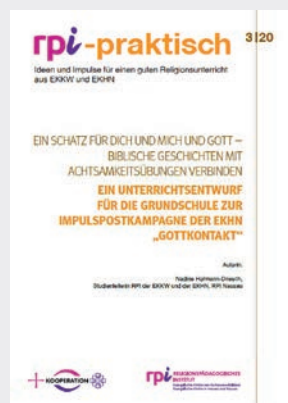 rpi-praktisch 3|20
Ideen und Impulse für einen guten Religionsunterricht
aus EKKW und EKHN
EIN SCHATZ FÜR DICH UND MICH UND GOTT –
BIBLISCHE GESCHICHTEN MIT
ACHTSAMKEITSÜBUNGEN VERBINDEN
EIN UNTERRICHTSENTWURF
FÜR DIE GRUNDSCHULE ZUR
IMPULSPOSTKAMPAGNE DER EKHN
„GOTTKONTAKT“
Autorin:
Nadine
Studienleiterin RPI der EKKW und der EKHN, RPI Nassau
KOOPERATION
rpi RELIGIONSPÄDAGOGISCHES
INSTITUT